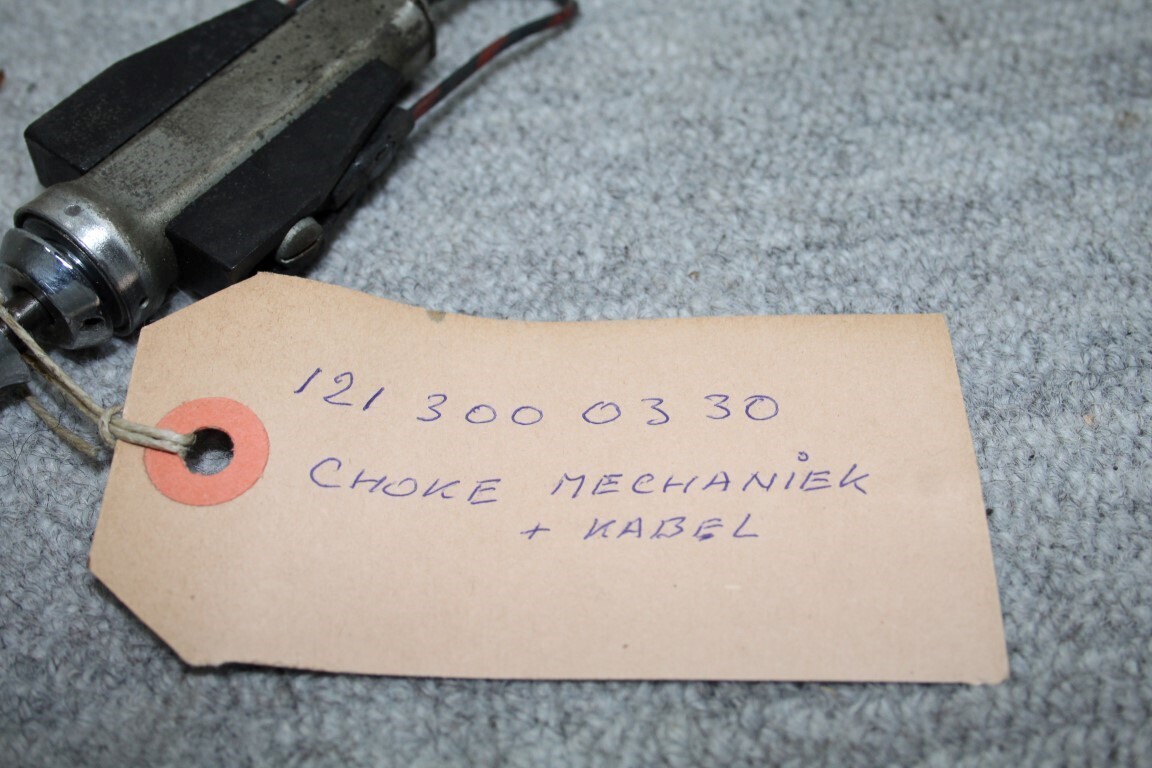 121 300 03 30
CHOKE MECHANiEK
+ KABEL